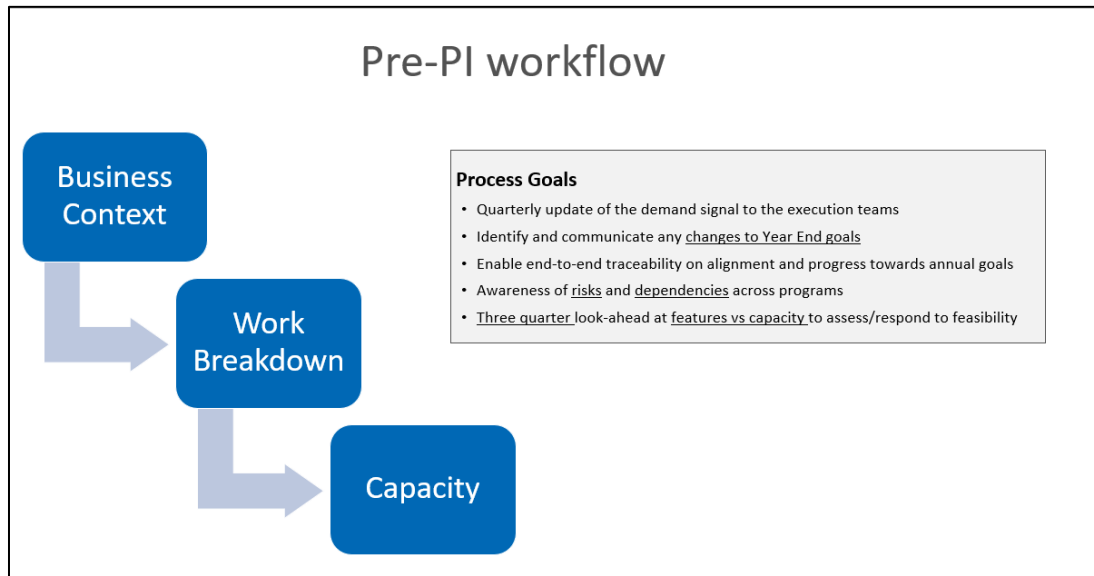 Pre-PI workflow
Business
Context
Work
Breakdown
Capacity
Process Goals
• Quarterly update of the demand signal to the execution teams
• Identify and communicate any changes to Year End goals
• Enable end-to-end traceability on alignment and progress towards annual goals
• Awareness of risks and dependencies across programs
• Three quarter look-ahead at features vs capacity to assess/respond to feasibility